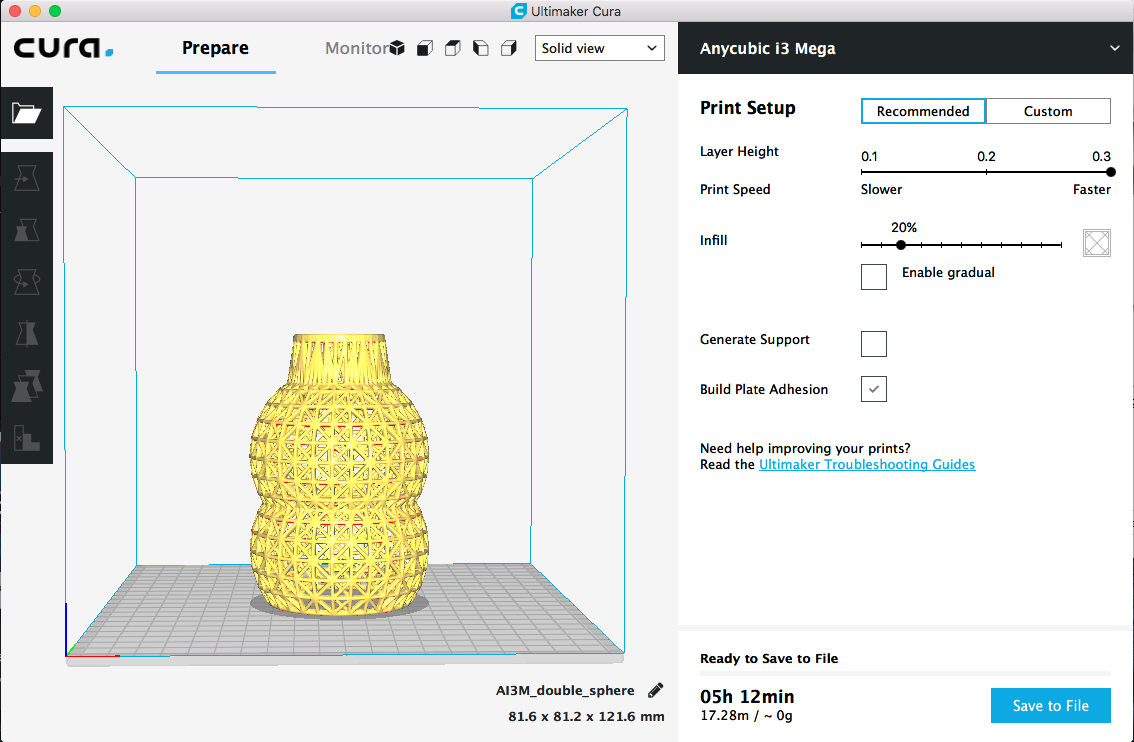 Ultimaker Cura
cura.
Prepare
Monitor
Solid view
Anycubic i3 Mega
Print Setup
Recommended
Custom
Layer Height
0.1
0.2
0.3
Print Speed
Slower
Faster
20%
Infill
Enable gradual
Generate Support
Build Plate Adhesion
Need help improving your prints?
Read the Ultimaker Troubleshooting Guides
AI3M_double_sphere
81.6 x 81.2 x 121.6 mm
Ready to Save to File
05h 12min
17.28m / ~ 0g
Save to File